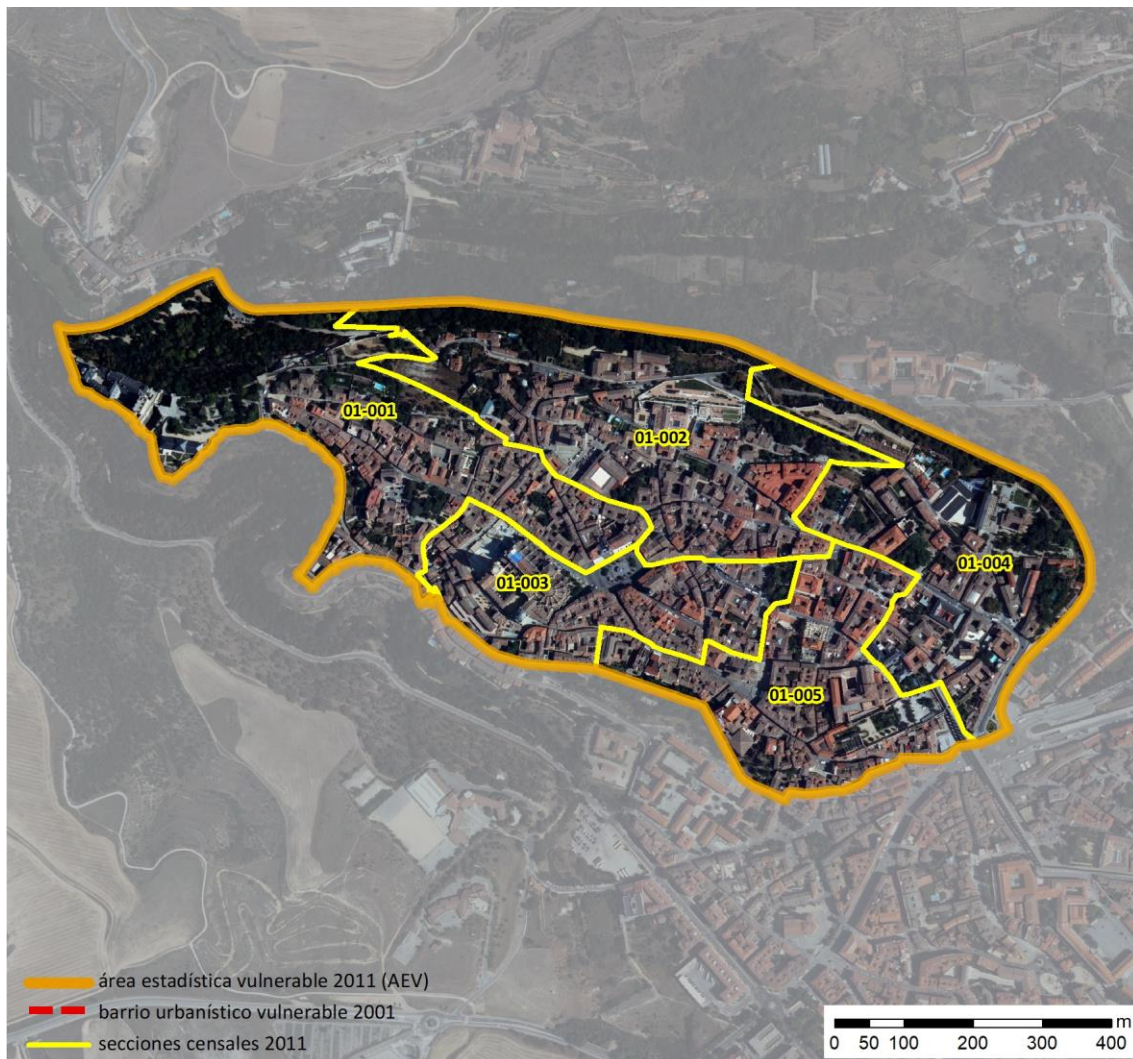 01-001
01-002
01-003
01-004
01-005
área estadística vulnerable 2011 (AEV)
barrio urbanístico vulnerable 2001
secciones censales 2011
m
0 50 100 200 300 400